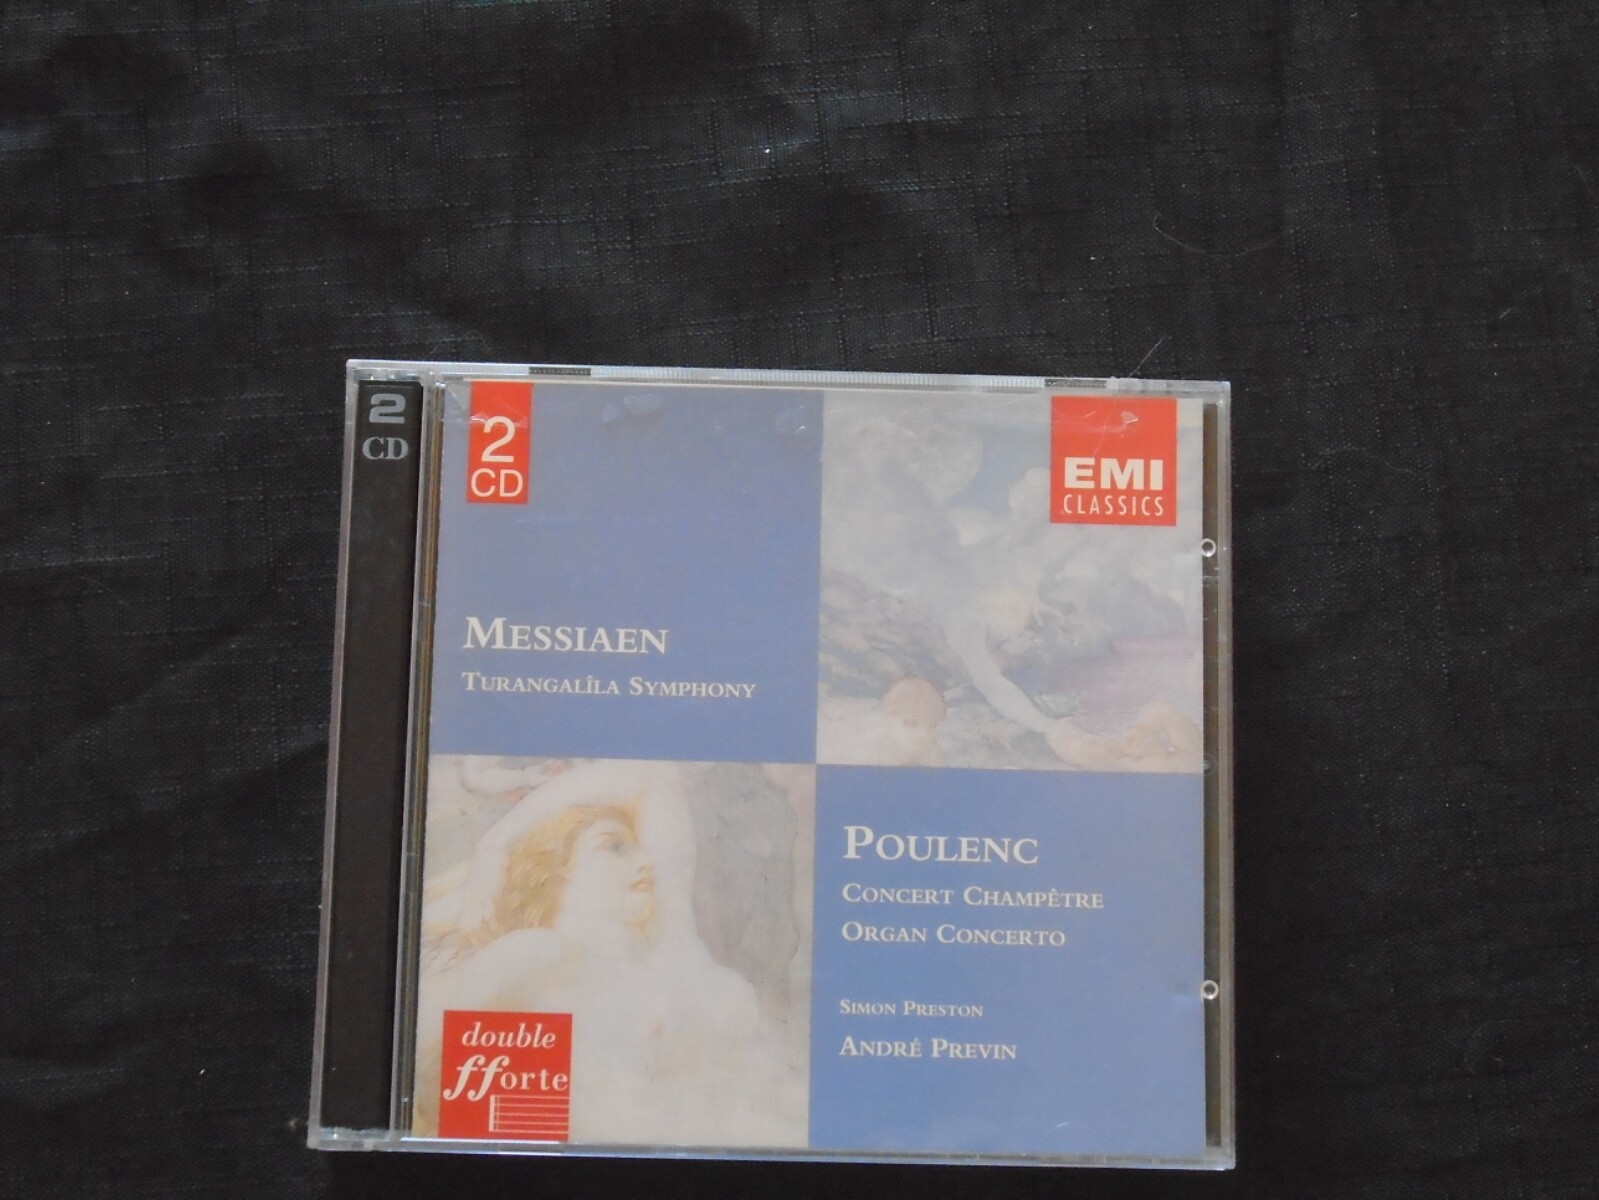 2
CD
2
CD
EMI
CLASSICS
MESSIAEN
TURANGALÎLA SYMPHONY
POULENC
CONCERT CHAMPÊTRE
ORGAN CONCERTO
SIMON PRESTON
ANDRÉ PREVIN
double
fforte